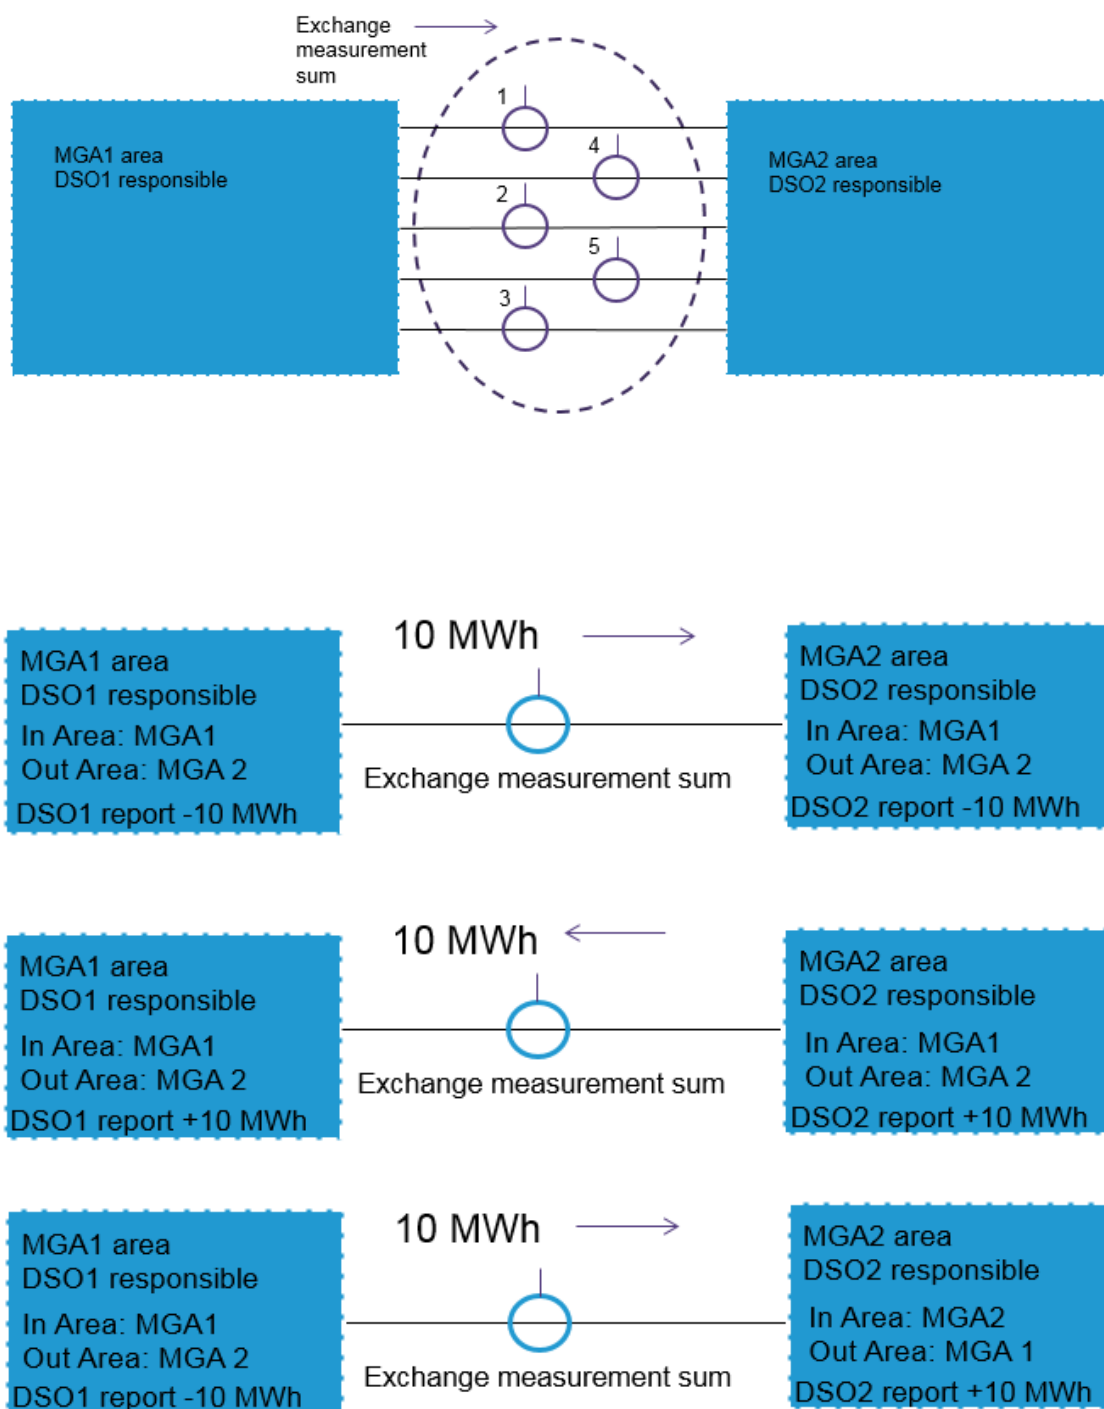 Exchange
measurement
sum
MGA1 area
DSO1 responsible
1
4
2
5
3
MGA2 area
DSO2 responsible
10 MWh
MGA1 area
DSO1 responsible
In Area: MGA1
Out Area: MGA 2
DSO1 report -10 MWh
Exchange measurement sum
MGA2 area
DSO2 responsible
In Area: MGA1
Out Area: MGA 2
DSO2 report -10 MWh
10 MWh
MGA1 area
DSO1 responsible
In Area: MGA1
Out Area: MGA 2
DSO1 report +10 MWh
Exchange measurement sum
MGA2 area
DSO2 responsible
In Area: MGA1
Out Area: MGA 2
DSO2 report +10 MWh
10 MWh
MGA1 area
DSO1 responsible
In Area: MGA1
Out Area: MGA 2
DSO1 report -10 MWh
Exchange measurement sum
MGA2 area
DSO2 responsible
In Area: MGA2
Out Area: MGA 1
DSO2 report +10 MWh